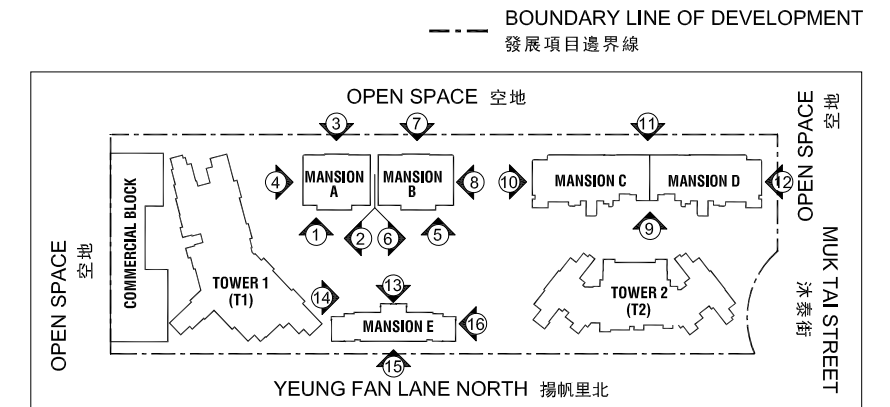 BOUNDARY LINE OF DEVELOPMENT
發展項目邊界線
OPEN SPACE 空地
3
7
11
OPEN SPACE
空地
4
MANSION
A
MANSION
B
8
10
MANSION C
MANSION D
12
1
2
6
5
9
COMMERCIAL BLOCK
OPEN SPACE
空地
TOWER 1
(T1)
14
13
MANSION E
16
15
TOWER 2
(T2)
MUK TAI STREET
沐泰街
YEUNG FAN LANE NORTH 揚帆里北